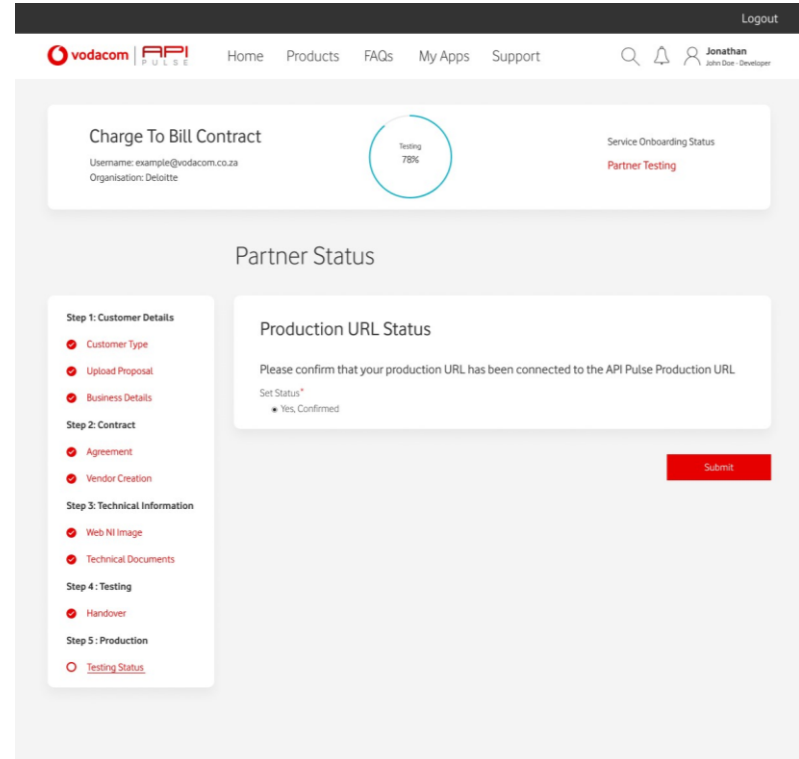 Logout
vodacom API PULSE
Home Products FAQs My Apps Support
Jonathan
John Doe - Developer
Charge To Bill Contract
Username: example@vodacom.co.za
Organisation: Deloitte
Testing
78%
Service Onboarding Status
Partner Testing
Partner Status
Step 1: Customer Details
Customer Type
Upload Proposal
Business Details
Step 2: Contract
Agreement
Vendor Creation
Step 3: Technical Information
Web NI Image
Technical Documents
Step 4 : Testing
Handover
Step 5 : Production
Testing Status
Production URL Status
Please confirm that your production URL has been connected to the API Pulse Production URL
Set Status*
Yes, Confirmed
Submit